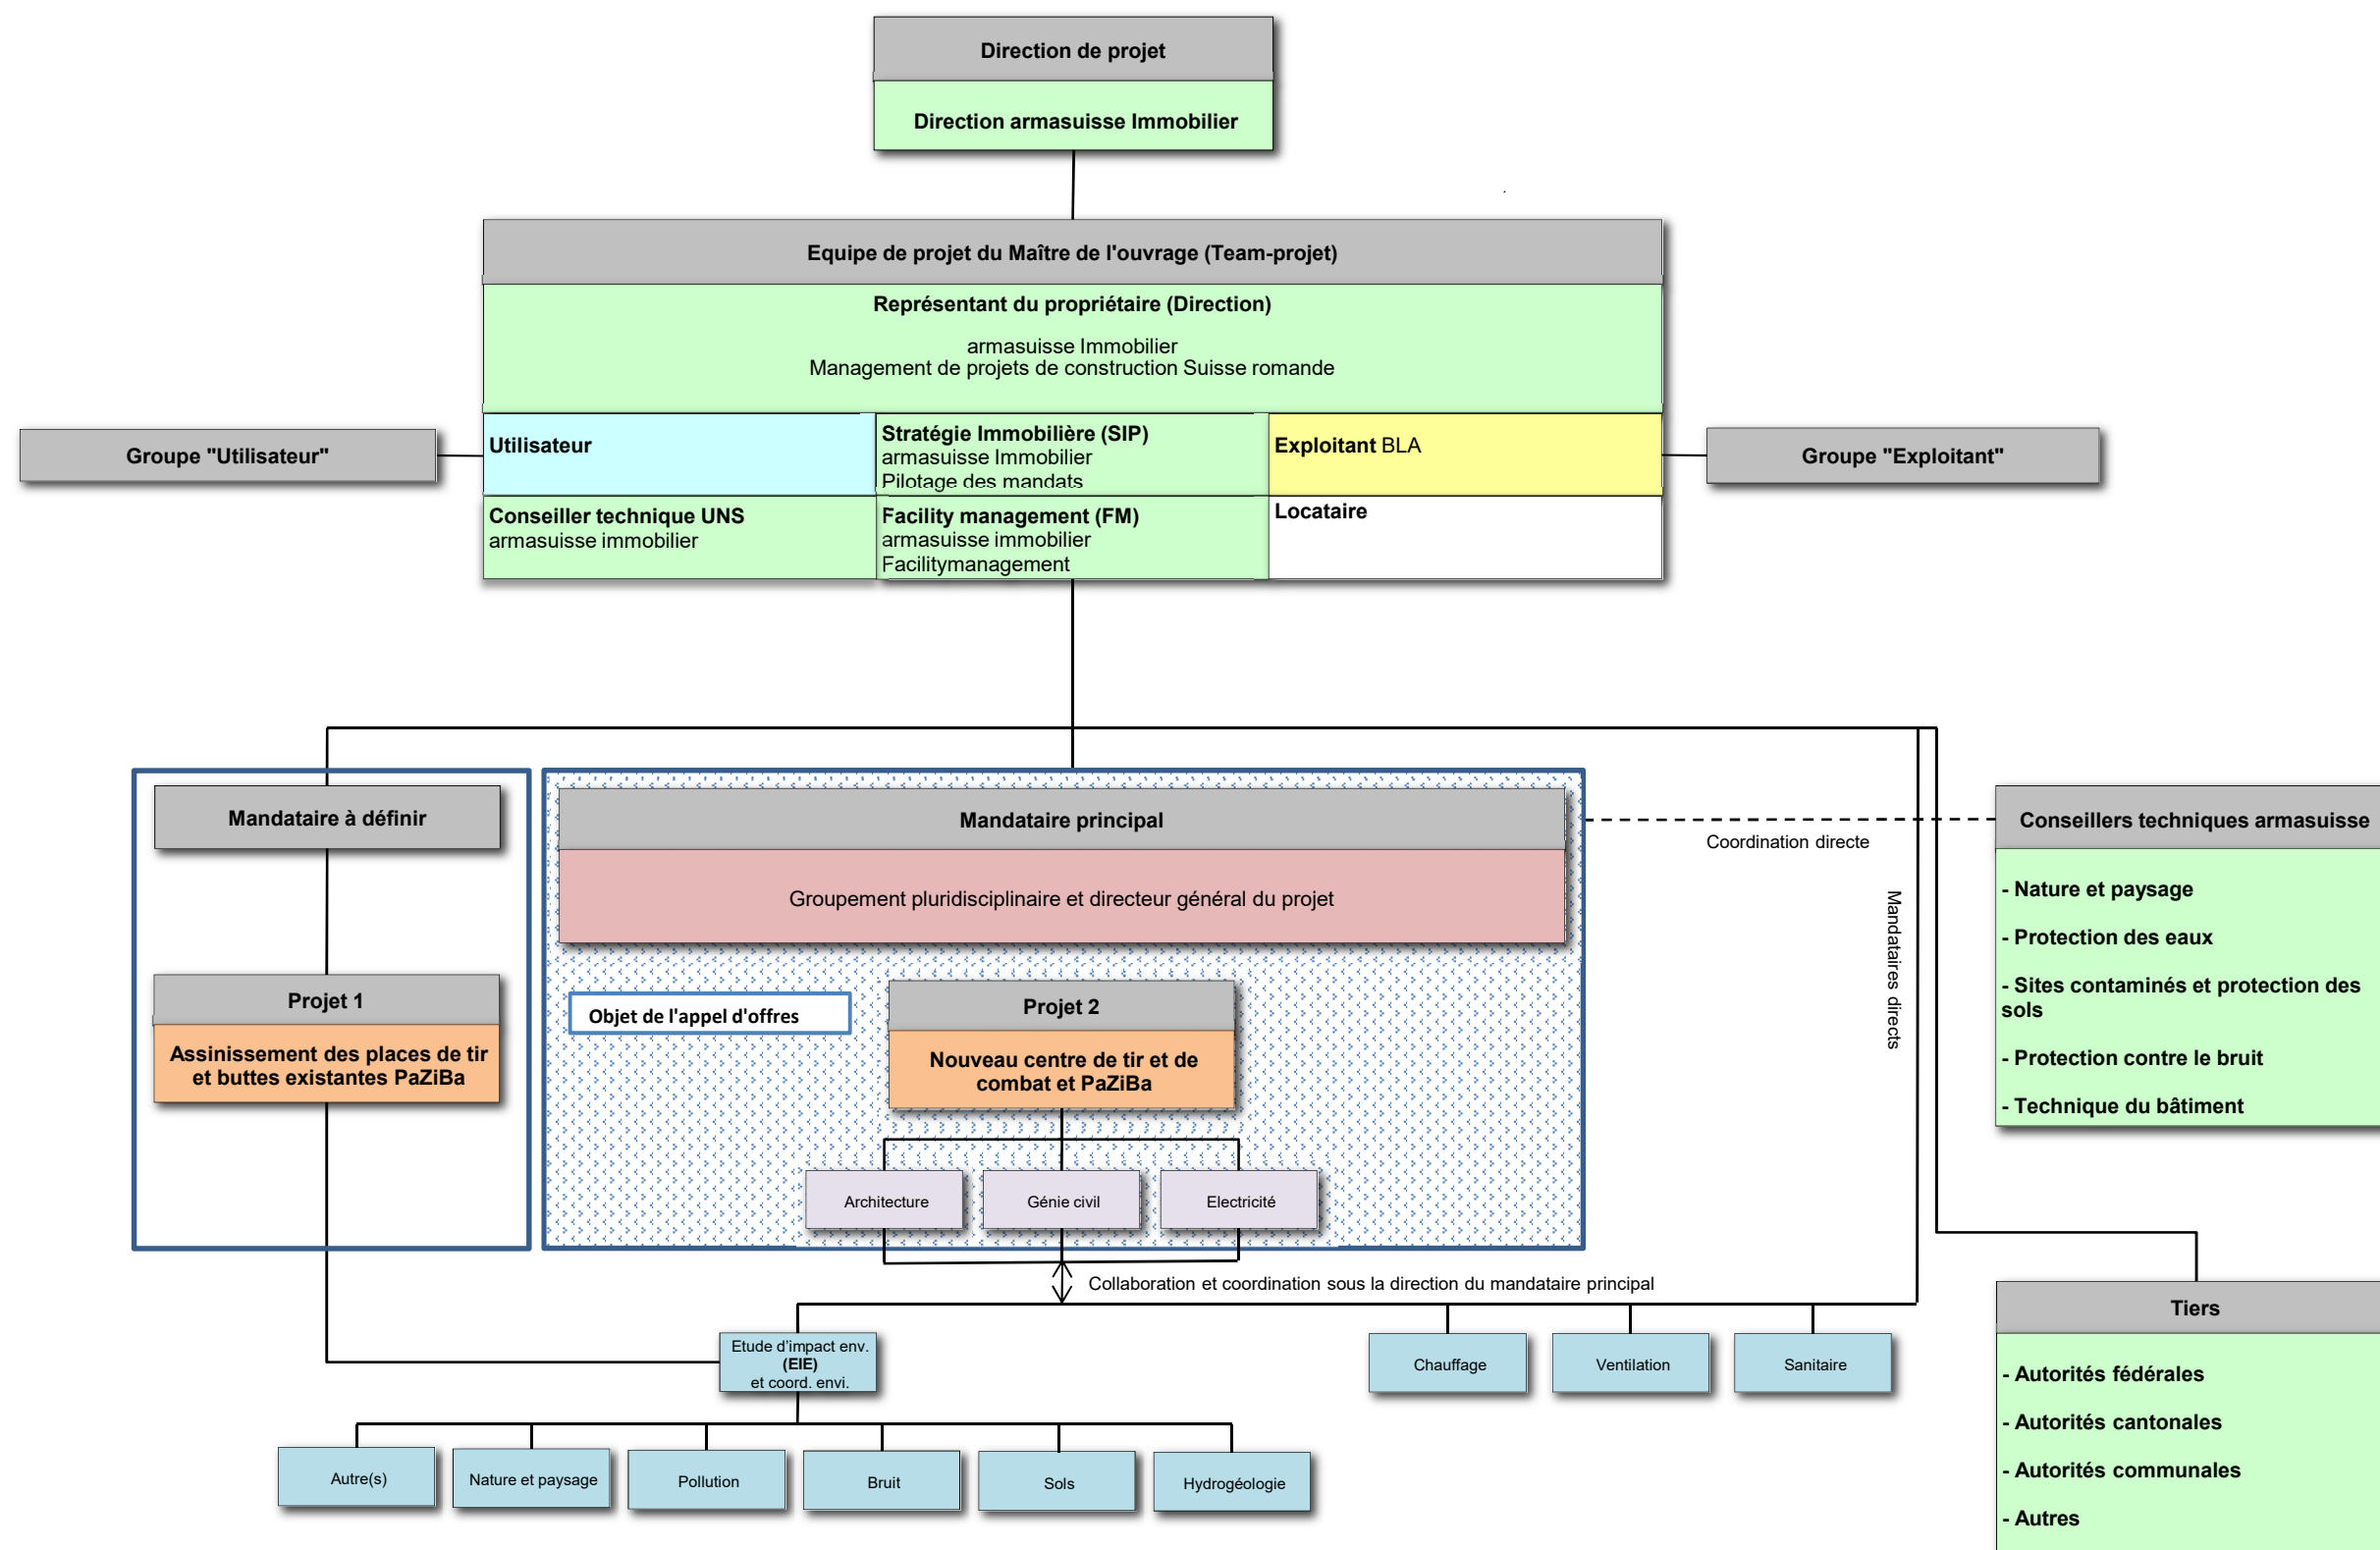 Direction de projet
Direction armasuisse Immobilier
Equipe de projet du Maître de l'ouvrage (Team-projet)
Représentant du propriétaire (Direction)
armasuisse Immobilier
Management de projets de construction Suisse romande
Groupe "Utilisateur"
Utilisateur
Stratégie Immobilière (SIP)
armasuisse Immobilier
Pilotage des mandats
Exploitant BLA
Groupe "Exploitant"
Conseiller technique UNS
armasuisse immobilier
Facility management (FM)
armasuisse immobilier
Facilitymanagement
Locataire
Mandataire à définir
Projet 1
Assinissement des places de tir
et buttes existantes PaZiBa
Mandataire principal
Groupement pluridisciplinaire et directeur général du projet
Objet de l'appel d'offres
Projet 2
Nouveau centre de tir et de
combat et PaZiBa
Architecture
Génie civil
Electricité
Coordination directe
Mandataires directs
Conseillers techniques armasuisse
- Nature et paysage
- Protection des eaux
- Sites contaminés et protection des
sols
- Protection contre le bruit
- Technique du bâtiment
Collaboration et coordination sous la direction du mandataire principal
Etude d'impact env.
(EIE)
et coord. envi.
Chauffage
Ventilation
Sanitaire
Tiers
- Autorités fédérales
- Autorités cantonales
- Autorités communales
- Autres
Autre(s)
Nature et paysage
Pollution
Bruit
Sols
Hydrogéologie